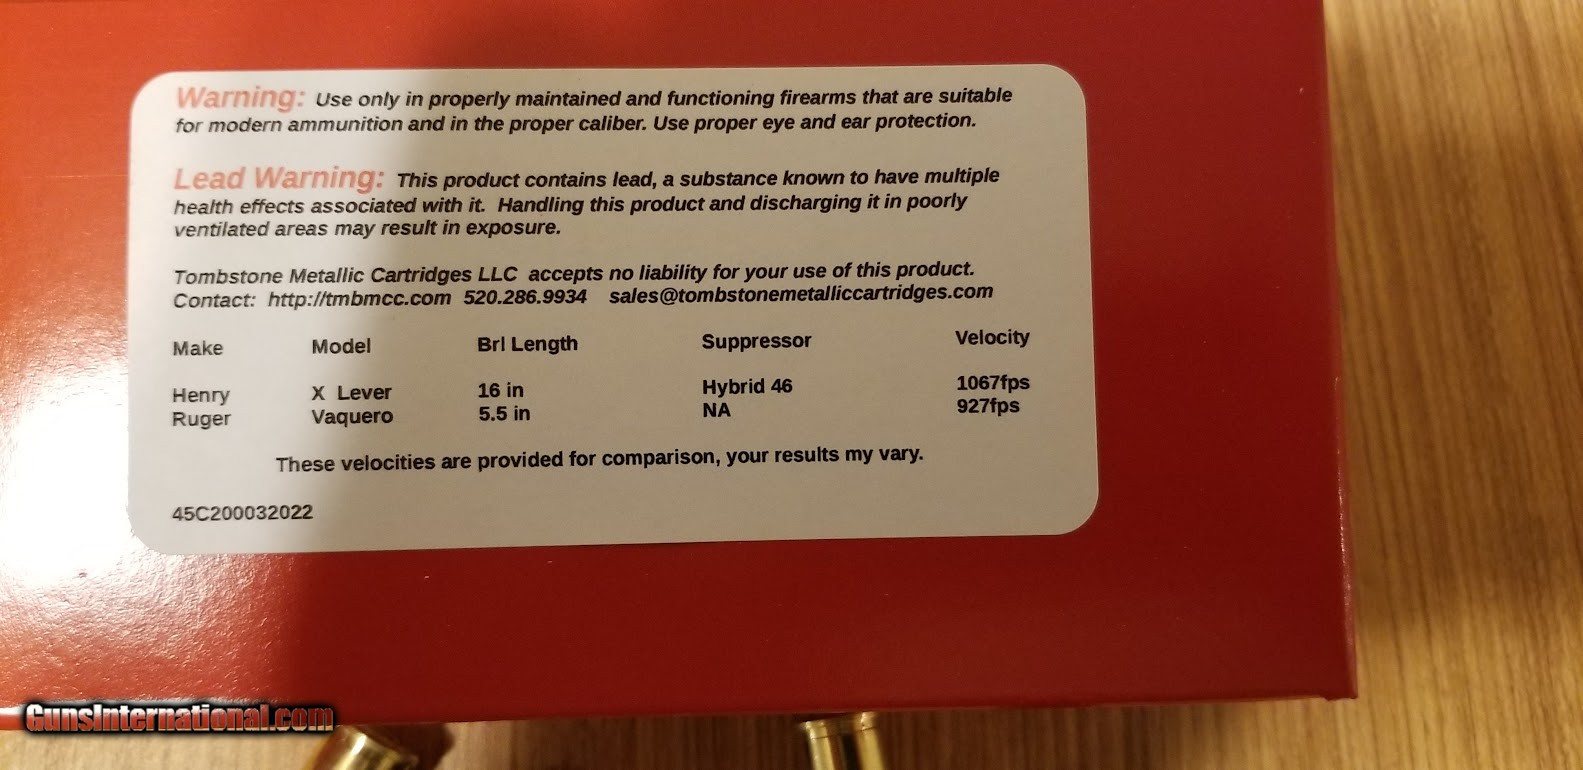 Warning: Use only in properly maintained and functioning firearms that are suitable
for modern ammunition and in the proper caliber. Use proper eye and ear protection.
Lead Warning: This product contains lead, a substance known to have multiple
health effects associated with it. Handling this product and discharging it in poorly
ventilated areas may result in exposure.
Tombstone Metallic Cartridges LLC accepts no liability for your use of this product.
Contact: http://tmbmcc.com 520.286.9934 sales@tombstonemetalliccartridges.com
Make Model Brl Length Suppressor Velocity
Henry X Lever 16 in Hybrid 46 1067fps
Ruger Vaquero 5.5 in NA 927fps
These velocities are provided for comparison, your results my vary.
45C200032022
GunsInternational.com